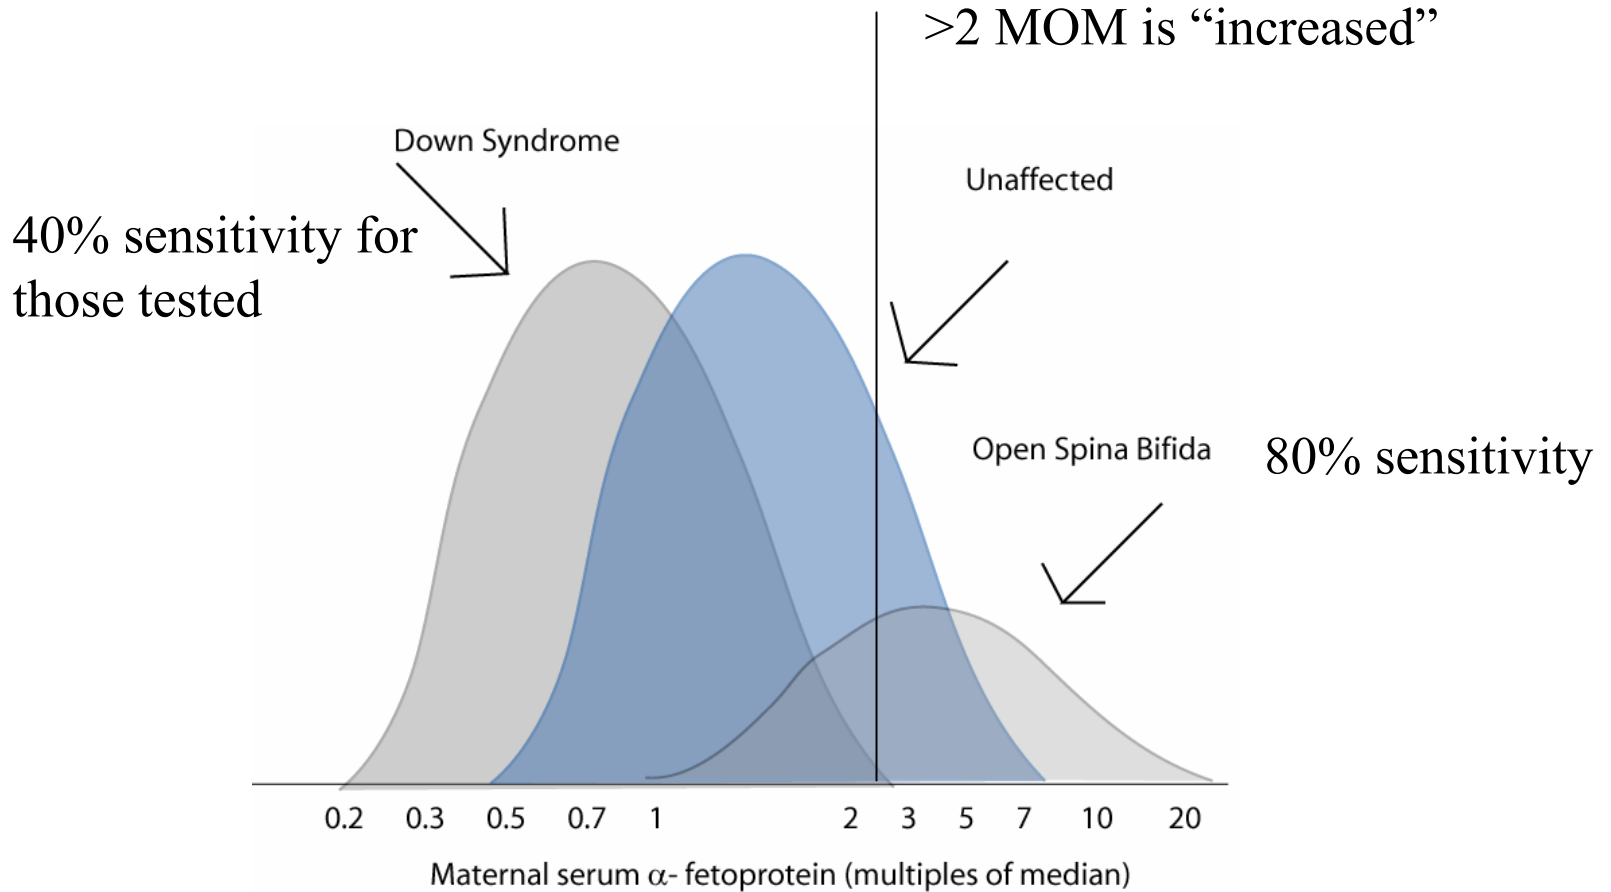 >2 MOM is “increased”
Down Syndrome
Unaffected
40% sensitivity for
those tested
Open Spina Bifida
80% sensitivity
0.2 0.3 0.5 0.7 1 2 3 5 7 10 20
Maternal serum α- fetoprotein (multiples of median)